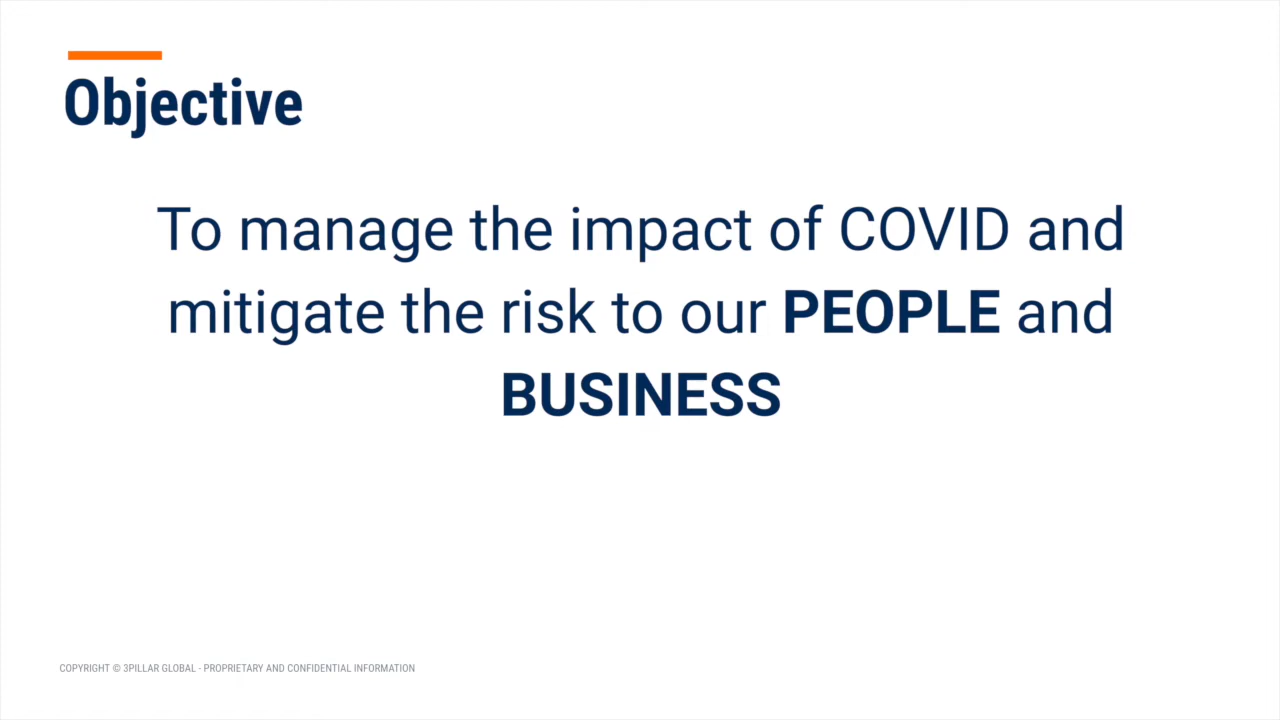 Objective
To manage the impact of COVID and
mitigate the risk to our PEOPLE and
BUSINESS
COPYRIGHT © 3PILLAR GLOBAL - PROPRIETARY AND CONFIDENTIAL INFORMATION